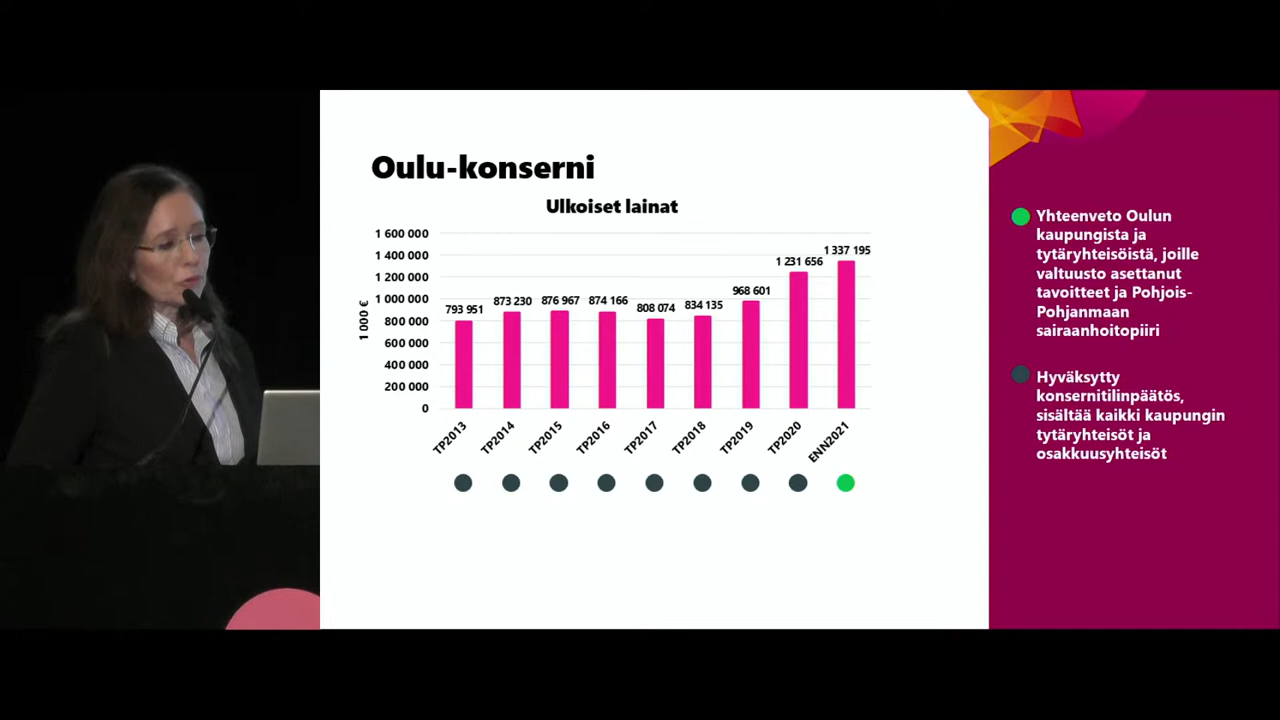 Oulu-konserni
Ulkoiset lainat
1 000 €
1 600 000
1 400 000
1 200 000
1 000 000
800 000
600 000
400 000
200 000
0
793 951
873 230
876 967
874 166
808 074
834 135
968 601
1 231 656
1 337 195
TP2013
TP2014
TP2015
TP2016
TP2017
TP2018
TP2019
TP2020
ENN2021
Yhteenveto Oulun
kaupungista ja
tytäryhteisöistä, joille
valtuusto asettanut
tavoitteet ja Pohjois-
Pohjanmaan
sairaanhoitopiiri
Hyväksytty
konsernitilinpäätös,
sisältää kaikki kaupungin
tytäryhteisöt ja
osakkuusyhteisöt